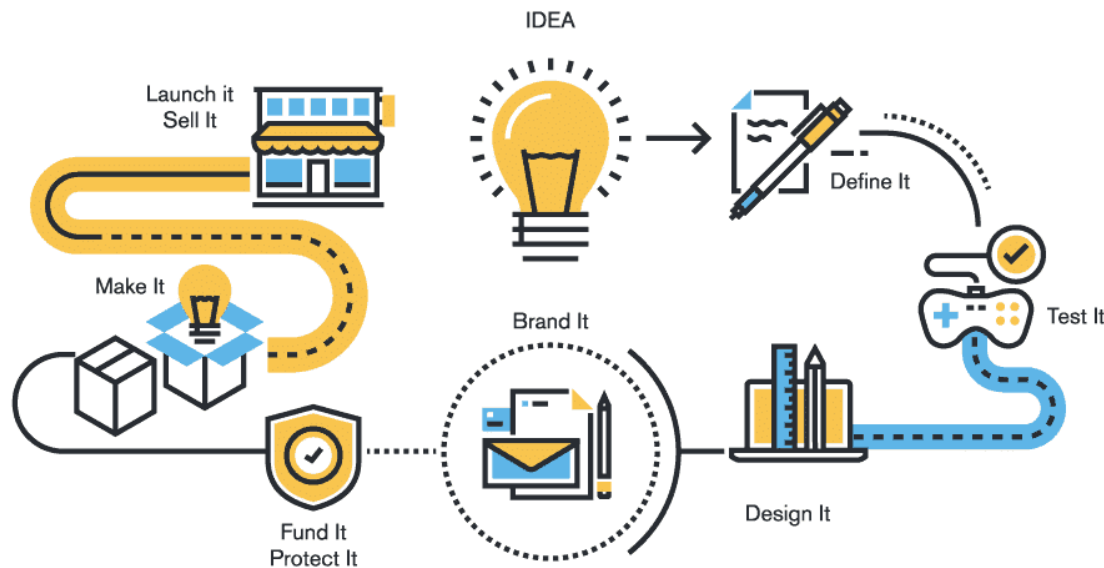 IDEA
Define It
Test It
Design It
Brand It
Fund It
Protect It
Make It
Launch it
Sell It